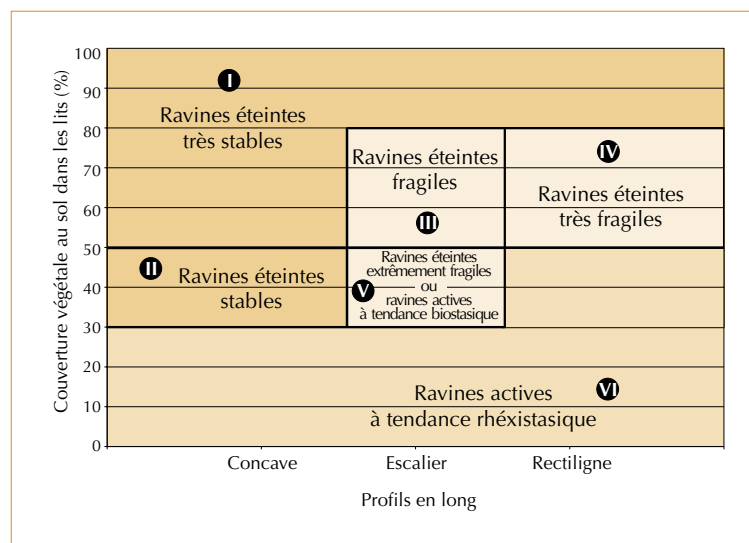 Couverture végétale au sol dans les lits (%)
100
90
80
70
60
50
40
30
20
10
0
I
Ravines éteintes
très stables
II
Ravines éteintes
stables
Ravines éteintes
fragiles
III
IV
Ravines éteintes
très fragiles
V
Ravines éteintes
extrêmement fragiles
ou
ravines actives
à tendance biostasique
VI
Ravines actives
à tendance rhéxistasique
Concave
Escalier
Rectiligne
Profils en long